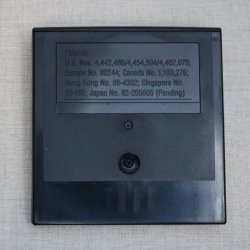 Patents:
U.S. Nos. 4,442,486/4,454,594/4,462,076;
Europe No. 90244; Canada No. 1,183,276;
Hong Kong No. 88-4302; Singapore No.
88-155; Japan No. 82-205605 (Pending)